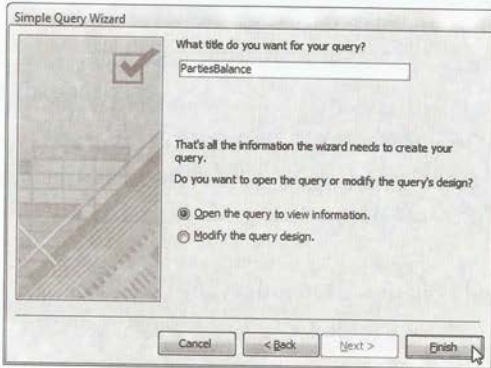 Simple Query Wizard
What title do you want for your query?
PartiesBalance
That's all the information the wizard needs to create your
query.
Do you want to open the query or modify the query's design?
Open the query to view information.
Modify the query design.
Cancel
< Back
Next >
Finish